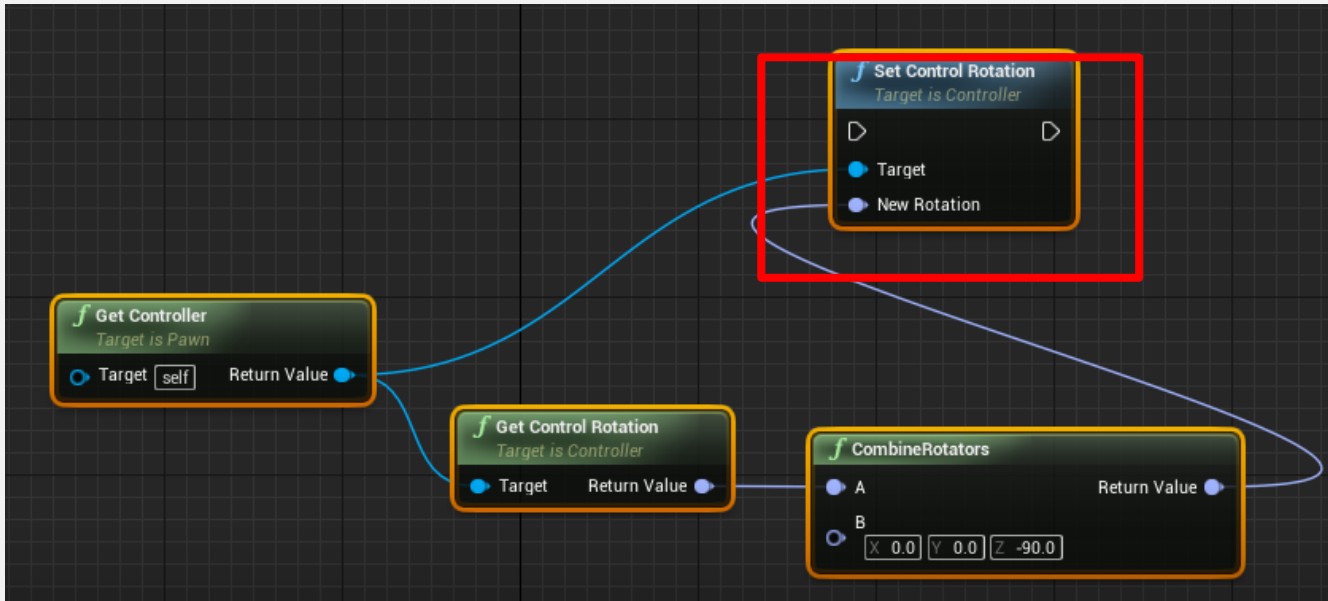 f Set Control Rotation
Target is Controller
Target
New Rotation
f Get Controller
Target is Pawn
Target self Return Value
f Get Control Rotation
Target is Controller
Target Return Value
f CombineRotators
A Return Value
B
X 0.0 Y 0.0 Z -90.0